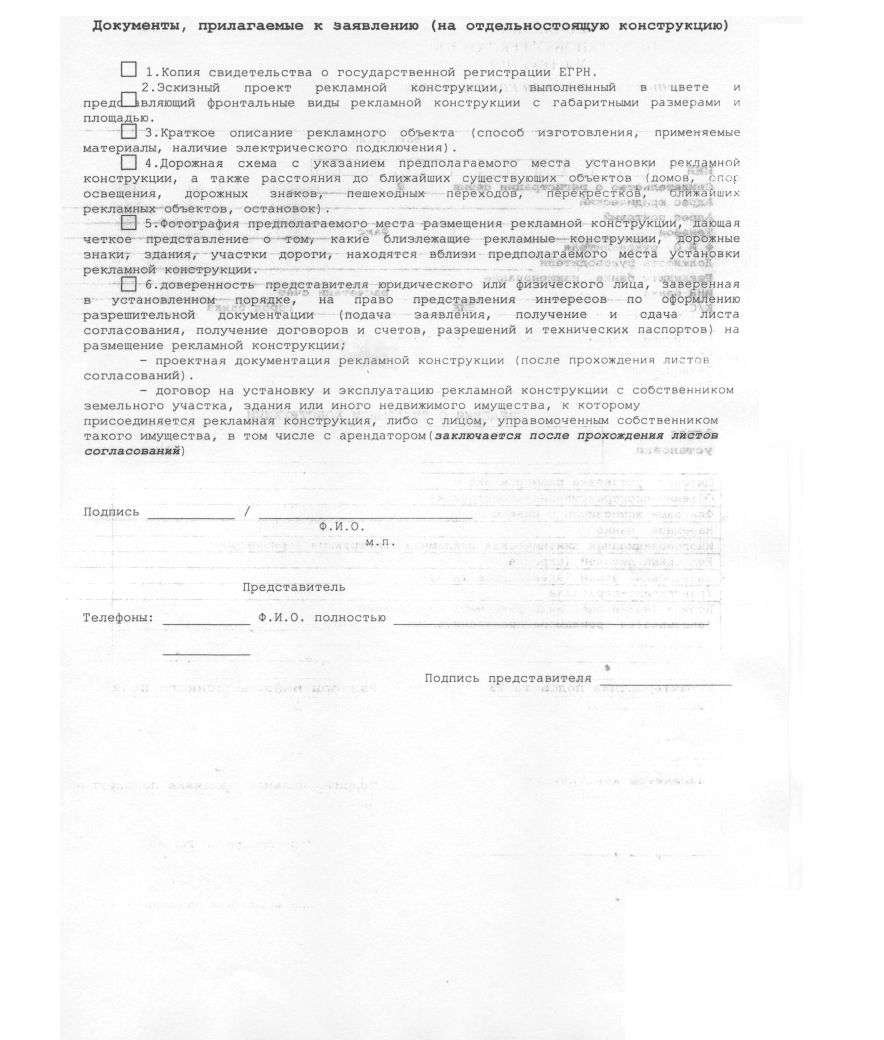 Документы, прилагаемые к заявлению (на отдельностоящую конструкцию)
1.Копия свидетельства о государственной регистрации ЕГРН.
2.Эскизный проект рекламной конструкции, выполненный в цвете и
представляющий фронтальные виды рекламной конструкции с габаритными размерами и
площадью.
3.Краткое описание рекламного объекта (способ изготовления, применяемые
материалы, наличие электрического подключения).
4.Дорожная схема с указанием предполагаемого места установки рекламной
конструкции, а также расстояния до ближайших существующих объектов (домов, опор
освещения, дорожных знаков, пешеходных переходов, перекрестков, ближайших
рекламных объектов, остановок).
5.Фотография предполагаемого места размещения рекламной конструкции, дающая
четкое представление о том, какие близлежащие рекламные конструкции, дорожные
знаки, здания, участки дороги, находятся вблизи предполагаемого места установки
рекламной конструкции.
6.доверенность представителя юридического или физического лица, заверенная
в установленном порядке, на право представления интересов по оформлению
разрешительной документации (подача заявления, получение и сдача листа
согласования, получение договоров и счетов, разрешений и технических паспортов) на
размещение рекламной конструкции;
- проектная документация рекламной конструкции (после прохождения листов
согласований).
- договор на установку и эксплуатацию рекламной конструкции с собственником
земельного участка, здания или иного недвижимого имущества, к которому
присоединяется рекламная конструкция, либо с лицом, управомоченным собственником
такого имущества, в том числе с арендатором(заключается после прохождения листов
согласований)
Подпись ____________ / _____________________________
Ф.И.О.
м.п.
Представитель
Телефоны: ____________ Ф.И.О. полностью ___________________________________________
____________
Подпись представителя __________________